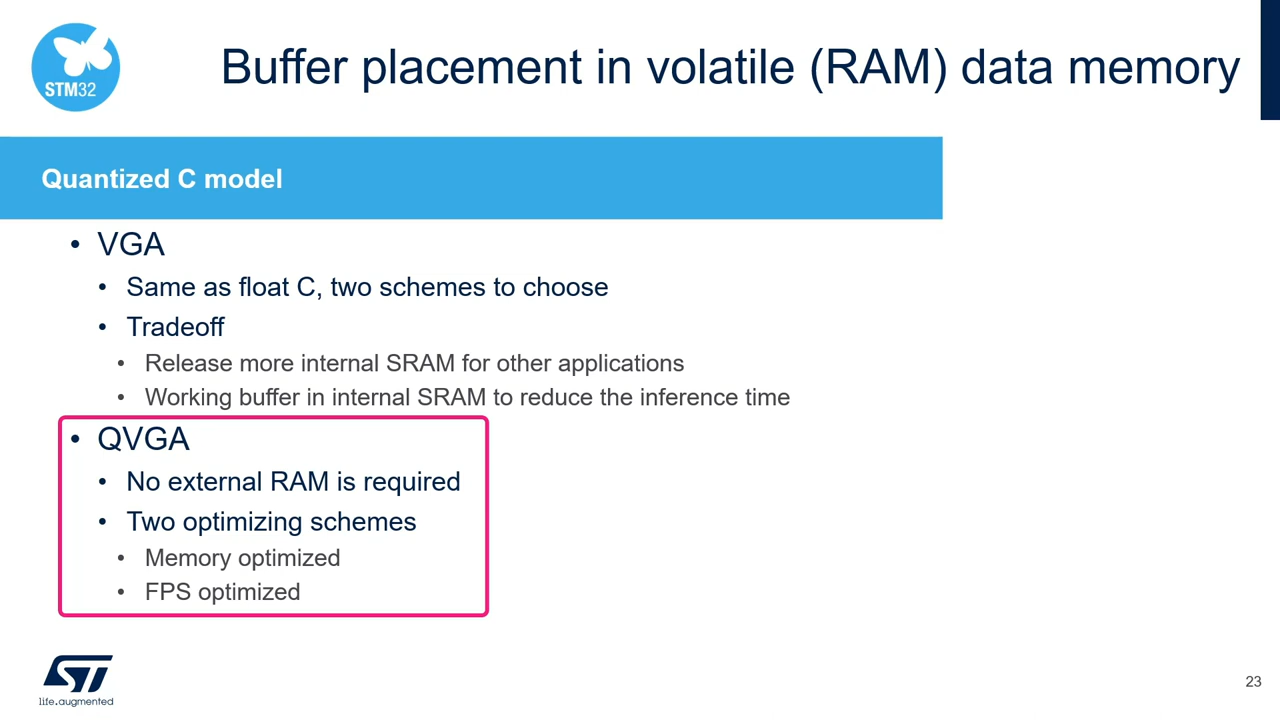 STM32
Buffer placement in volatile (RAM) data memory
Quantized C model
• VGA
• Same as float C, two schemes to choose
• Tradeoff
• Release more internal SRAM for other applications
• Working buffer in internal SRAM to reduce the inference time
• QVGA
• No external RAM is required
• Two optimizing schemes
• Memory optimized
• FPS optimized
ST
life.augmented
23